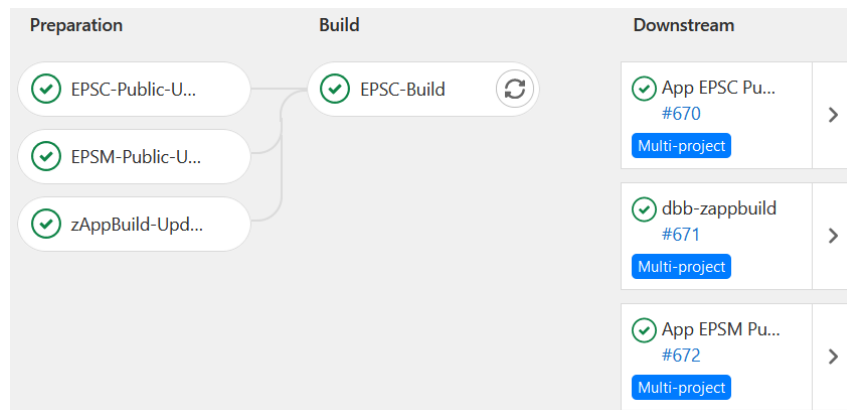 Preparation
Build
Downstream
EPSC-Public-U...
EPSM-Public-U...
zAppBuild-Upd...
EPSC-Build
App EPSC Pu...
#670
Multi-project
dbb-zappbuild
#671
Multi-project
App EPSM Pu...
#672
Multi-project